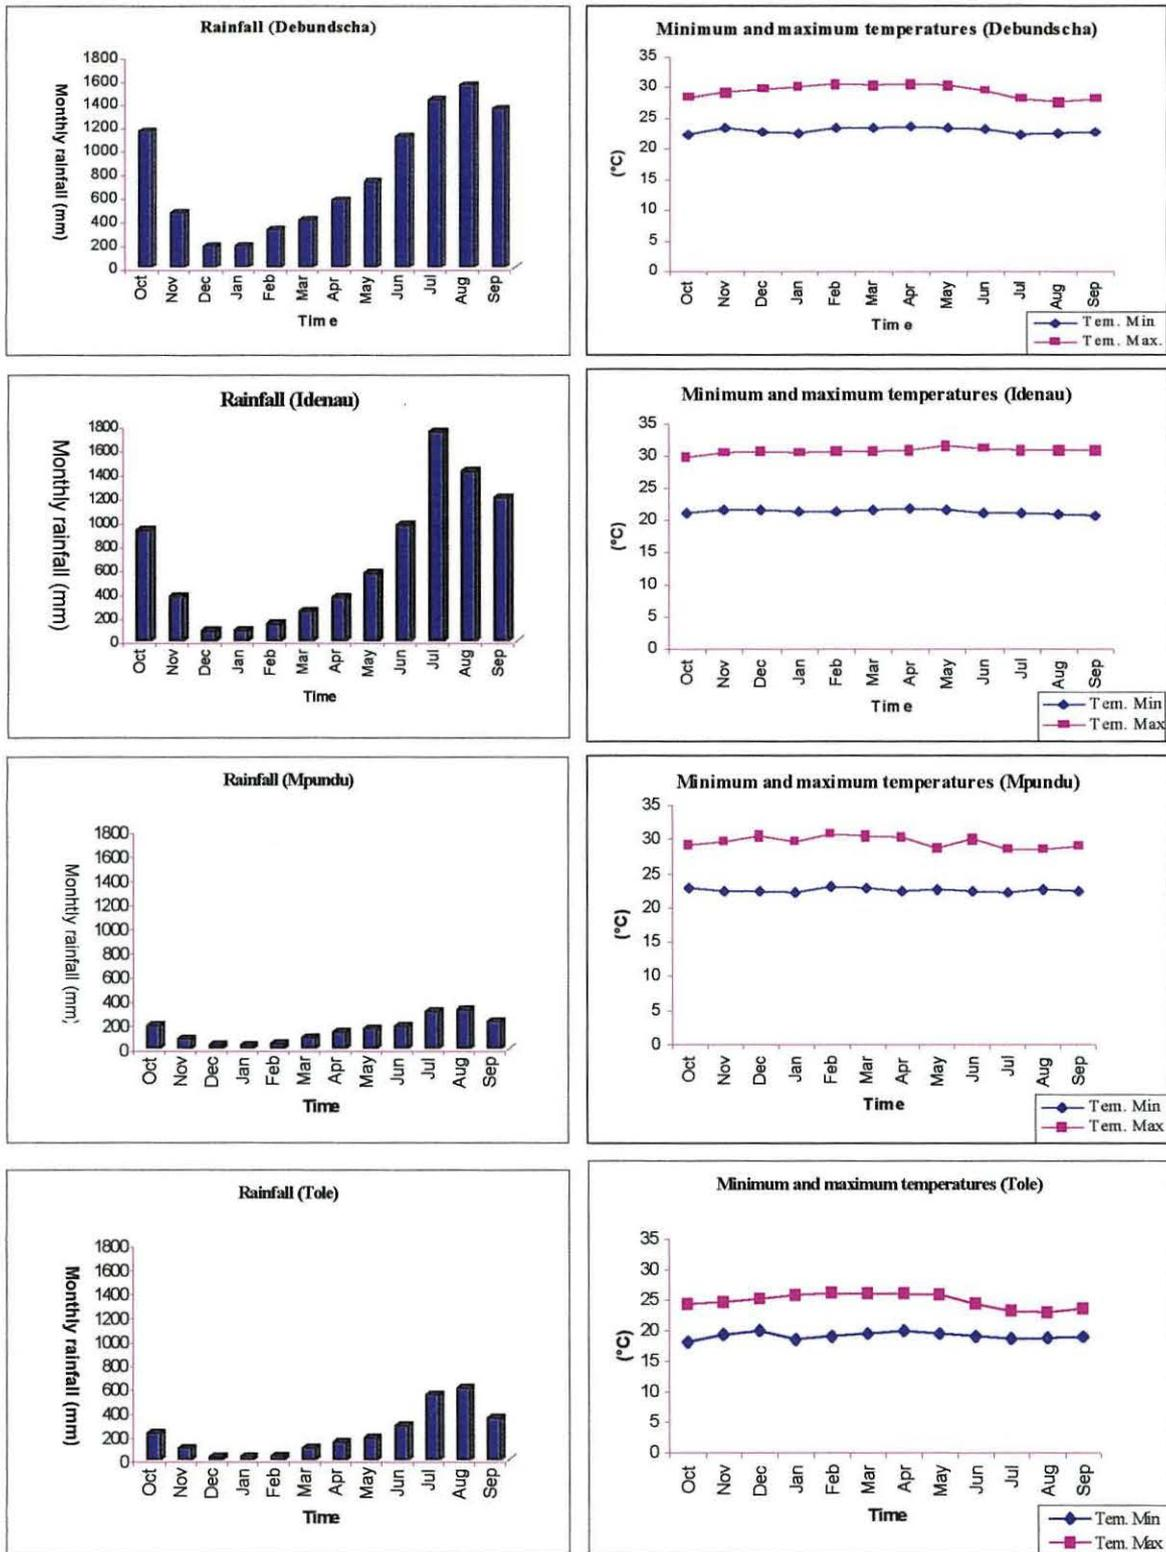 Rainfall (Debundscha)
Monthly rainfall (mm)
1800
1600
1400
1200
1000
800
600
400
200
0
Oct Nov Dec Jan Feb Mar Apr May Jun Jul Aug Sep
Time
Minimum and maximum temperatures (Debundscha)
(°C)
35
30
25
20
15
10
5
0
Oct Nov Dec Jan Feb Mar Apr May Jun Jul Aug Sep
Time
Tem. Min
Tem. Max.
Rainfall (Idenau)
Monthly rainfall (mm)
1800
1600
1400
1200
1000
800
600
400
200
0
Oct Nov Dec Jan Feb Mar Apr May Jun Jul Aug Sep
Time
Minimum and maximum temperatures (Idenau)
(°C)
35
30
25
20
15
10
5
0
Oct Nov Dec Jan Feb Mar Apr May Jun Jul Aug Sep
Time
Tem. Min
Tem. Max
Rainfall (Mpundu)
Monhtly rainfall (mm)
1800
1600
1400
1200
1000
800
600
400
200
0
Oct Nov Dec Jan Feb Mar Apr May Jun Jul Aug Sep
Time
Minimum and maximum temperatures (Mpundu)
(°C)
35
30
25
20
15
10
5
0
Oct Nov Dec Jan Feb Mar Apr May Jun Jul Aug Sep
Time
Tem. Min
Tem. Max
Rainfall (Tole)
Monthly rainfall (mm)
1800
1600
1400
1200
1000
800
600
400
200
0
Oct Nov Dec Jan Feb Mar Apr May Jun Jul Aug Sep
Time
Minimum and maximum temperatures (Tole)
(°C)
35
30
25
20
15
10
5
0
Oct Nov Dec Jan Feb Mar Apr May Jun Jul Aug Sep
Time
Tem. Min
Tem. Max